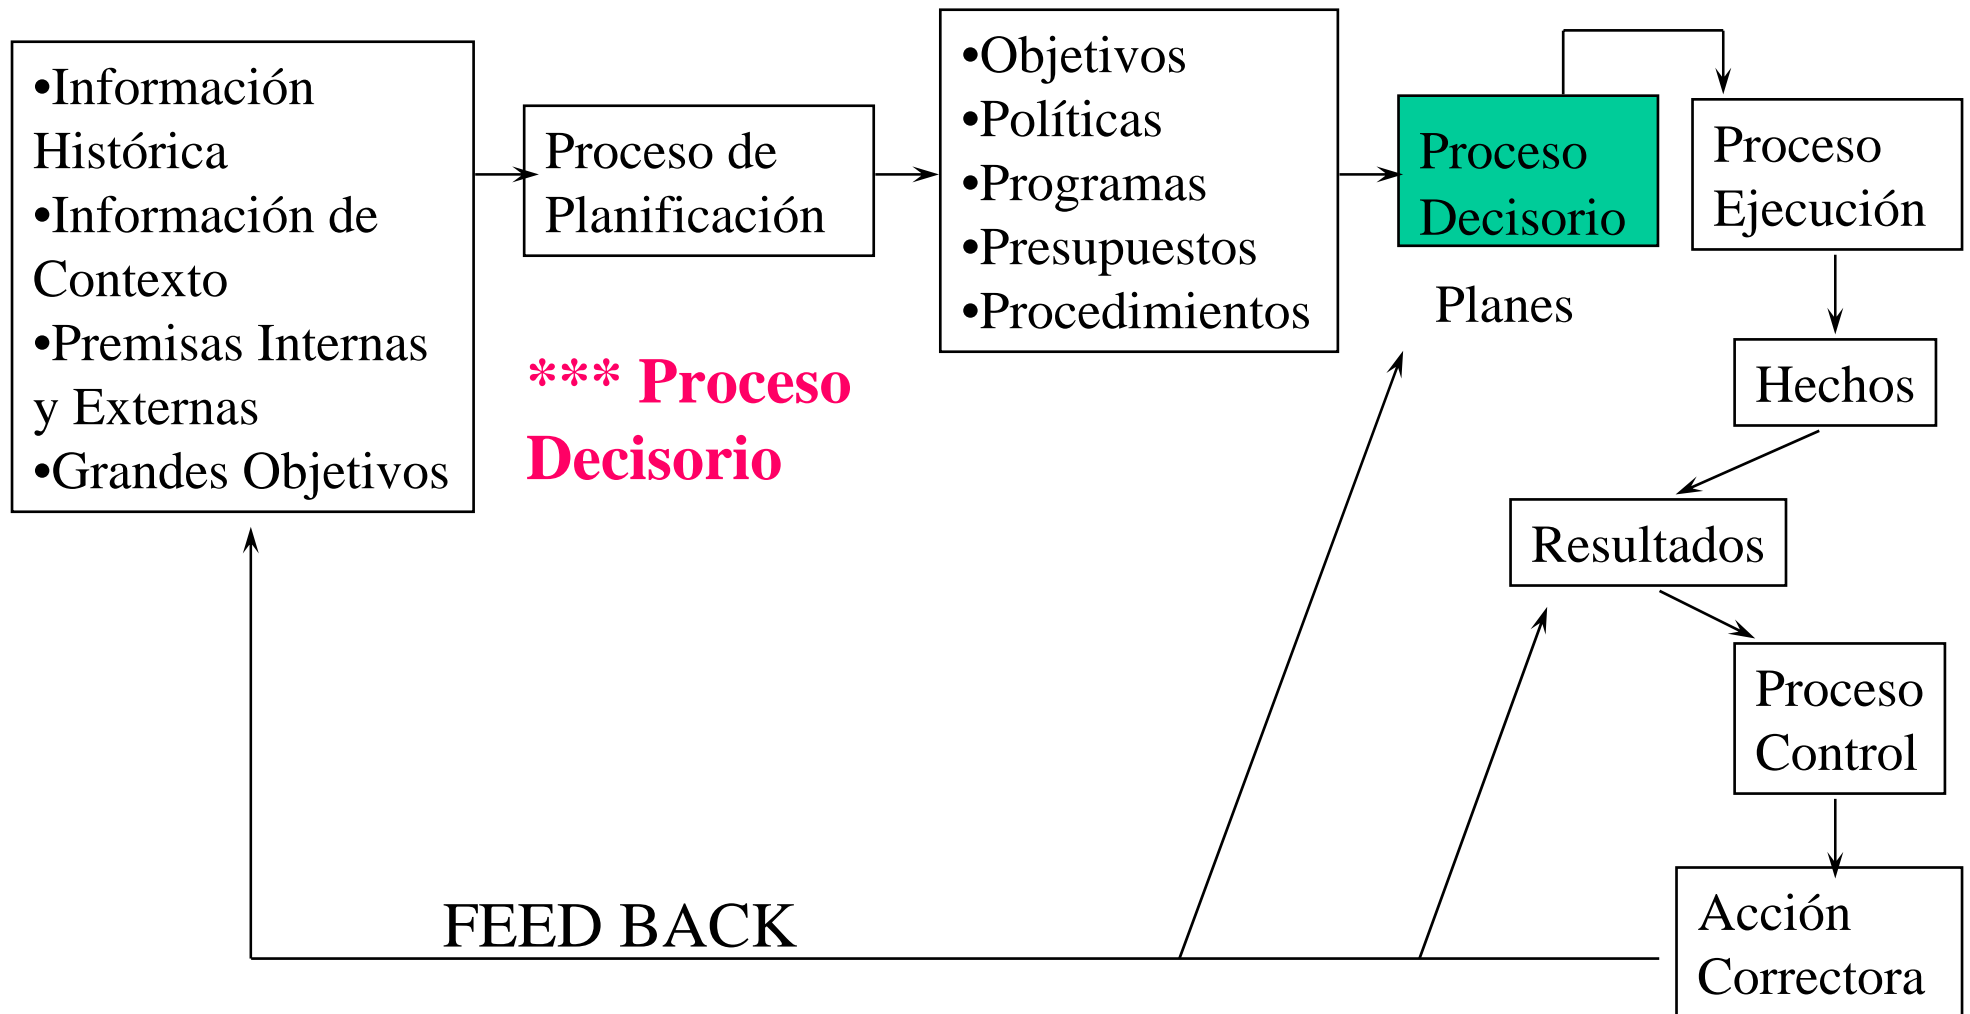 •Información
Histórica
•Información de
Contexto
•Premisas Internas
y Externas
•Grandes Objetivos
Proceso de
Planificación
*** Proceso
Decisorio
•Objetivos
•Políticas
•Programas
•Presupuestos
•Procedimientos
Proceso
Decisorio
Planes
Proceso
Ejecución
Hechos
Resultados
Proceso
Control
Acción
Correctora
FEED BACK